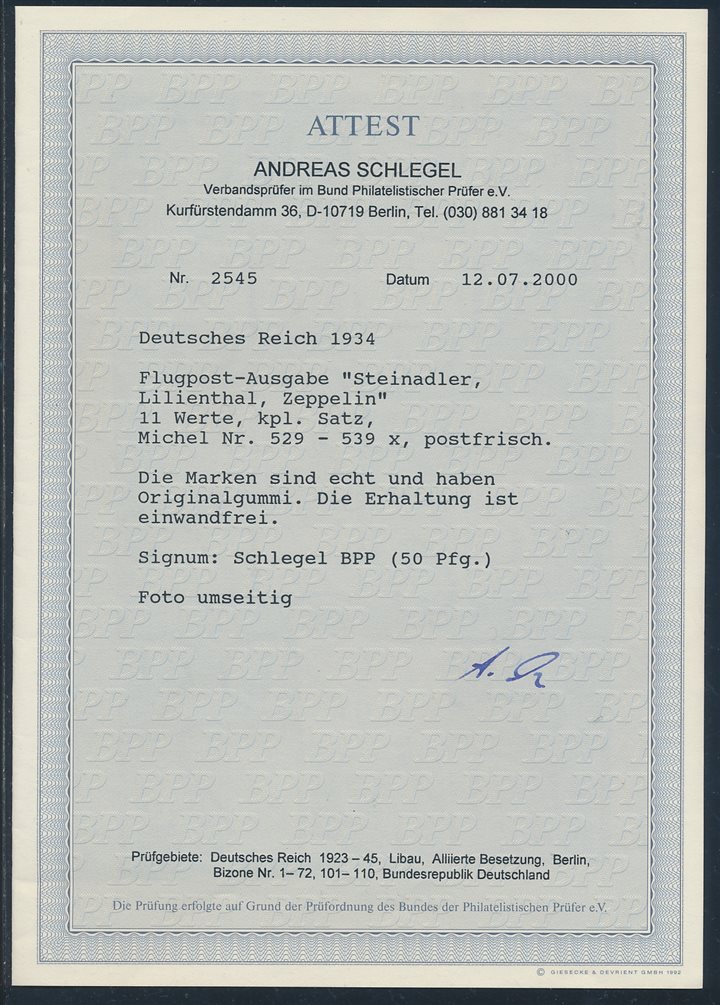 ATTEST
ANDREAS SCHLEGEL
Verbandsprüfer im Bund Philatelistischer Prüfer e.V.
Kurfürstendamm 36, D-10719 Berlin, Tel. (030) 881 34 18
Nr. 2545 Datum 12.07.2000
Deutsches Reich 1934
Flugpost-Ausgabe "Steinadler,
Lilienthal, Zeppelin"
11 Werte, kpl. Satz,
Michel Nr. 529 - 539 x, postfrisch.
Die Marken sind echt und haben
Originalgummi. Die Erhaltung ist
einwandfrei.
Signum: Schlegel BPP (50 Pfg.)
Foto umseitig
Prüfgebiete: Deutsches Reich 1923 – 45, Libau, Alliierte Besetzung, Berlin,
Bizone Nr. 1– 72, 101– 110, Bundesrepublik Deutschland
Die Prüfung erfolgte auf Grund der Prüfordnung des Bundes der Philatelistischen Prüfer e.V.
© GIESECKE & DEVRIENT GMBH 1992